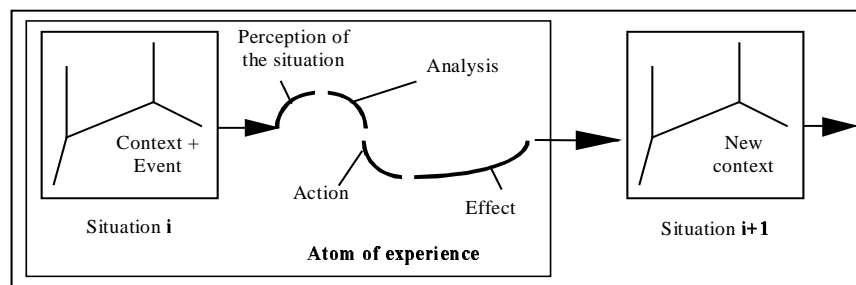 Perception of
the situation
Analysis
Context +
Event
New
context
Action
Effect
Situation i
Situation i+1
Atom of experience